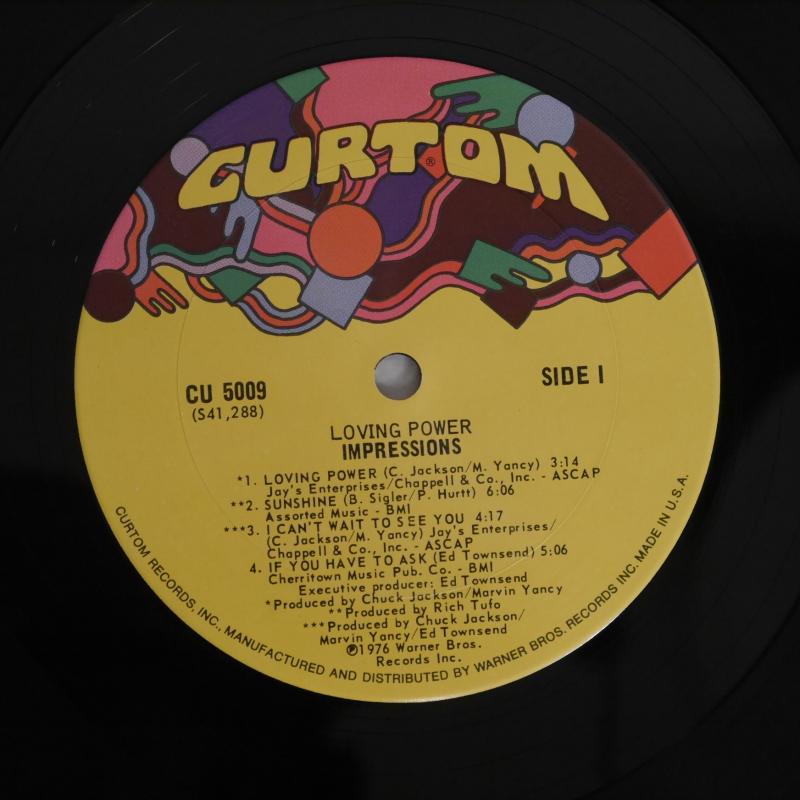 CURTOM
®
CU 5009
(S41,288)
SIDE 1
LOVING POWER
IMPRESSIONS
*1. LOVING POWER (C. Jackson/M. Yancy) 3:14
Jay's Enterprises/Chappell & Co., Inc. - ASCAP
**2. SUNSHINE (B. Sigler/P. Hurtt) 6:06
Assorted Music - BMI
***3. I CAN'T WAIT TO SEE YOU 4:17
(C. Jackson/M. Yancy) Jay's Enterprises/
Chappell & Co., Inc. - ASCAP
4. IF YOU HAVE TO ASK (Ed Townsend) 5:06
Cherritown Music Pub. Co. - BMI
Executive producer: Ed Townsend
*Produced by Chuck Jackson/Marvin Yancy
**Produced by Rich Tufo
***Produced by Chuck Jackson/
Marvin Yancy/Ed Townsend
℗1976 Warner Bros.
Records Inc.
CURTOM RECORDS, INC., MANUFACTURED AND DISTRIBUTED BY WARNER BROS. RECORDS INC. MADE IN U.S.A.